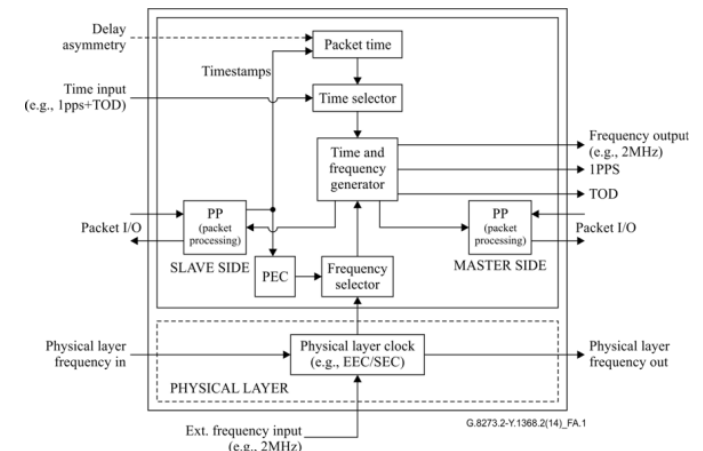 Delay
asymmetry
Packet time
Timestamps
Time input
(e.g., 1pps+TOD)
Time selector
Time and
frequency
generator
Frequency output
(e.g., 2MHz)
1PPS
TOD
PP
(packet
processing)
Packet I/O
SLAVE SIDE
PEC
Frequency
selector
PP
(packet
processing)
Packet I/O
MASTER SIDE
Physical layer
frequency in
Physical layer clock
(e.g., EEC/SEC)
Physical layer
frequency out
PHYSICAL LAYER
Ext. frequency input
(e.g., 2MHz)
G.8273.2-Y.1368.2(14)_FA.1